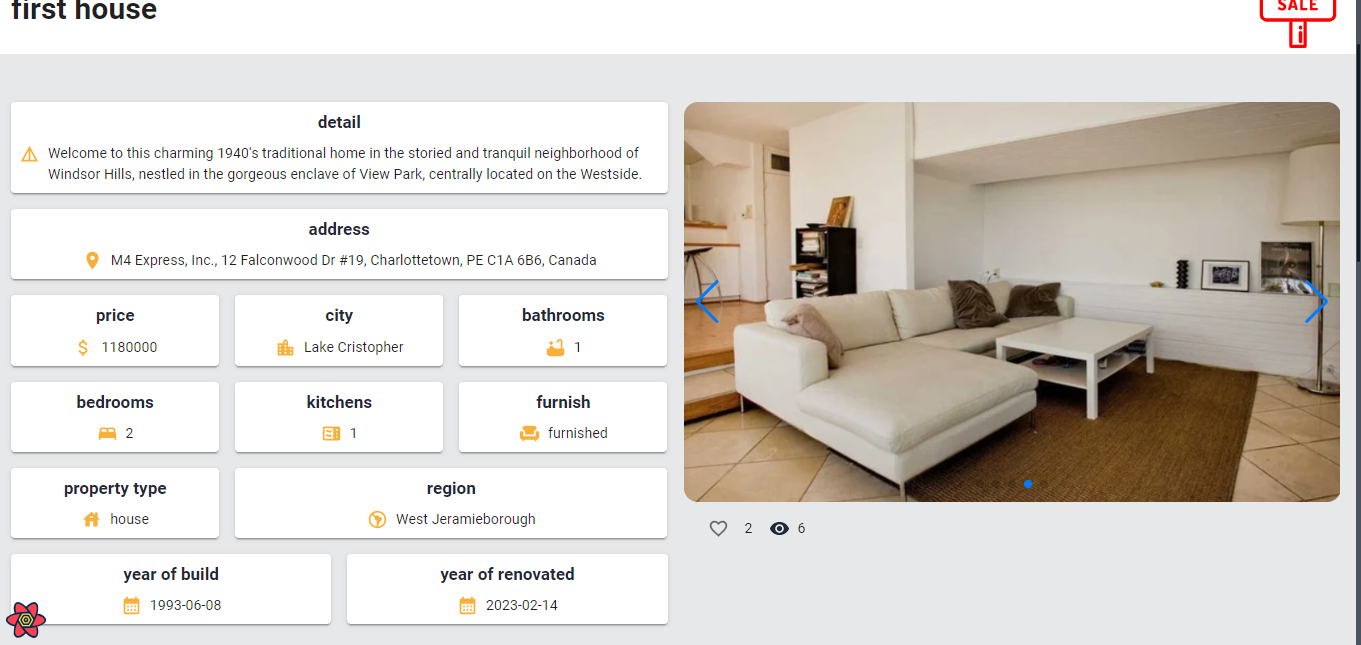 first house
SALE
detail
Welcome to this charming 1940's traditional home in the storied and tranquil neighborhood of
Windsor Hills, nestled in the gorgeous enclave of View Park, centrally located on the Westside.
address
M4 Express, Inc., 12 Falconwood Dr #19, Charlottetown, PE C1A 6B6, Canada
price
$ 1180000
city
Lake Cristopher
bathrooms
1
bedrooms
2
kitchens
1
furnish
furnished
property type
house
region
West Jeramieborough
year of build
1993-06-08
year of renovated
2023-02-14
2
6